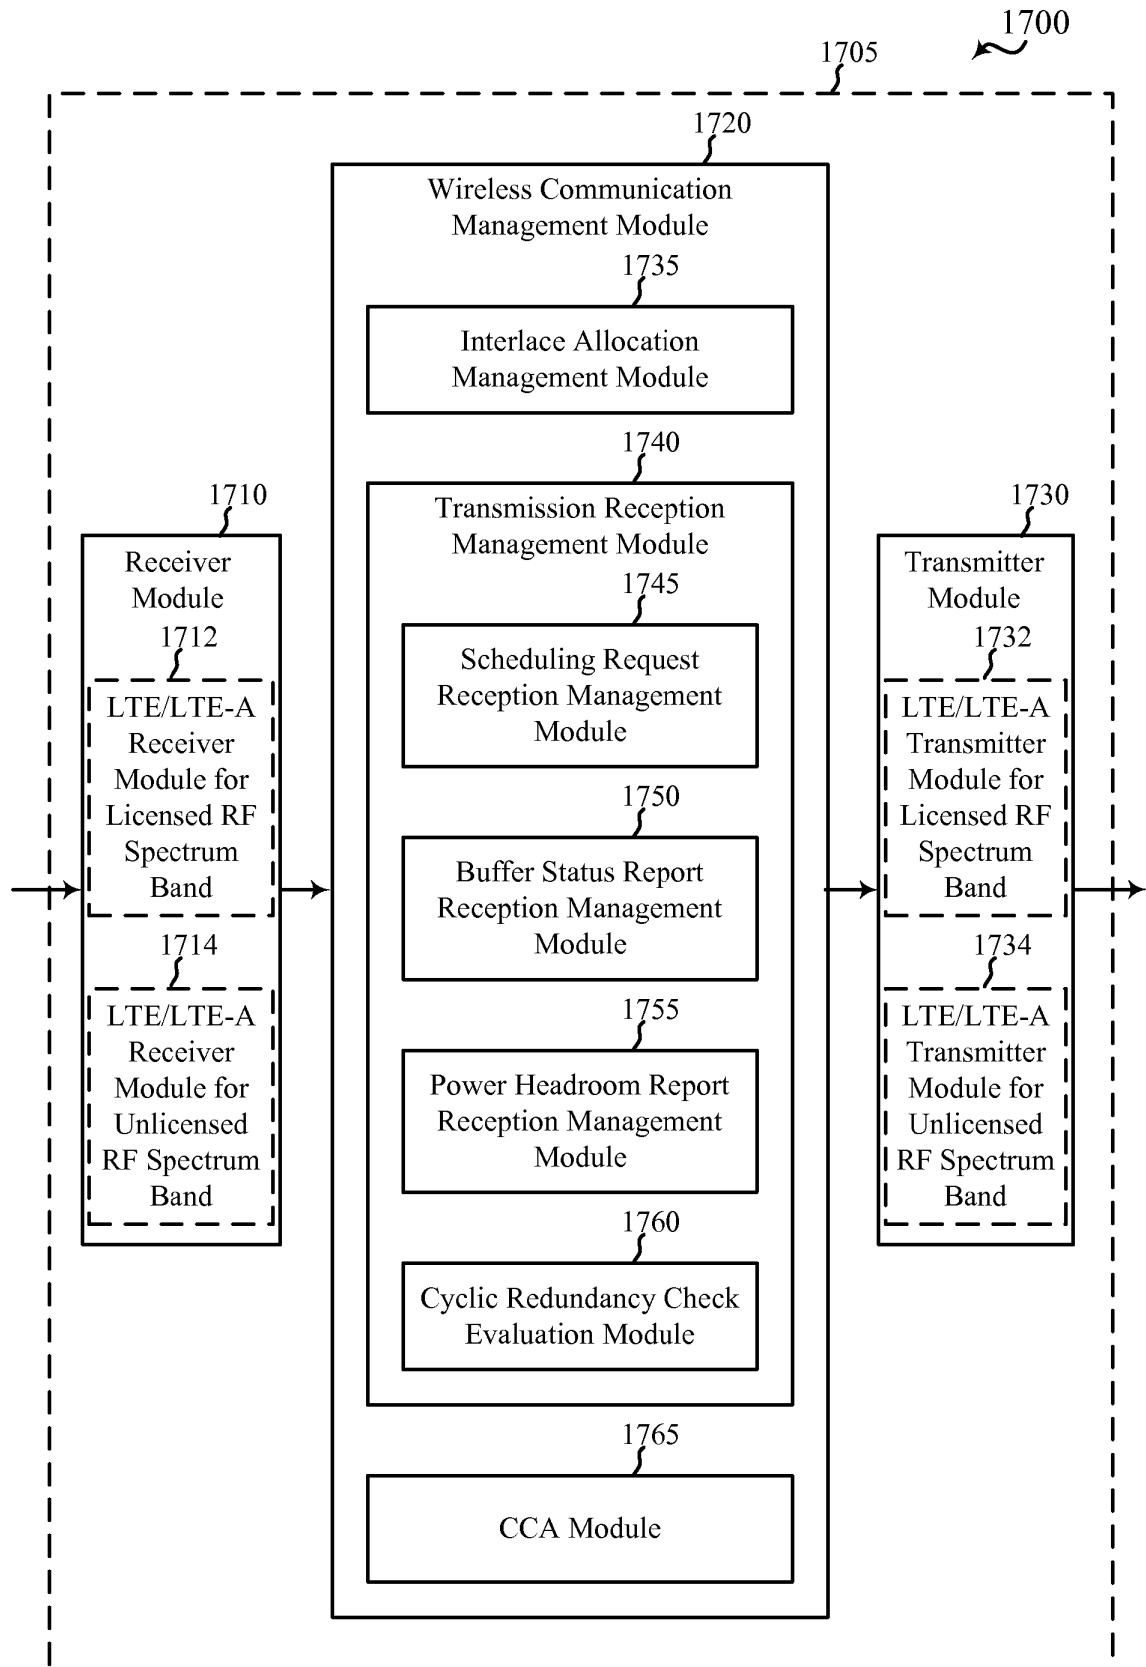 1700
1705
1720
Wireless Communication
Management Module
1735
Interlace Allocation
Management Module
1740
Transmission Reception
Management Module
1745
Scheduling Request
Reception Management
Module
1750
Buffer Status Report
Reception Management
Module
1755
Power Headroom Report
Reception Management
Module
1760
Cyclic Redundancy Check
Evaluation Module
1765
CCA Module
1710
Receiver
Module
1712
LTE/LTE-A
Receiver
Module for
Licensed RF
Spectrum
Band
1714
LTE/LTE-A
Receiver
Module for
Unlicensed
RF Spectrum
Band
1730
Transmitter
Module
1732
LTE/LTE-A
Transmitter
Module for
Licensed RF
Spectrum
Band
1734
LTE/LTE-A
Transmitter
Module for
Unlicensed
RF Spectrum
Band